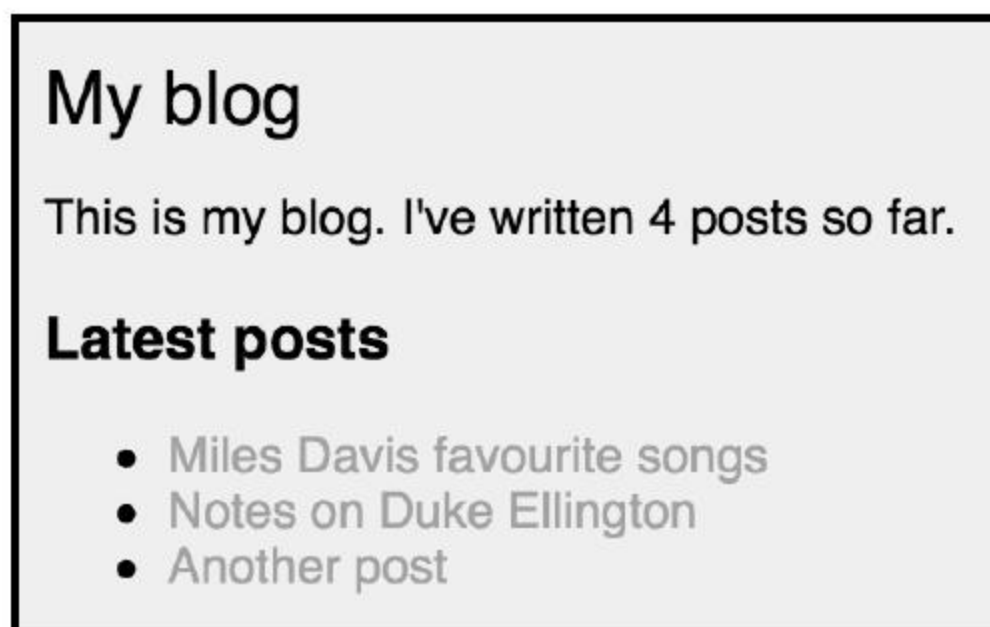 My blog
This is my blog. I've written 4 posts so far.
Latest posts
Miles Davis favourite songs
Notes on Duke Ellington
Another post